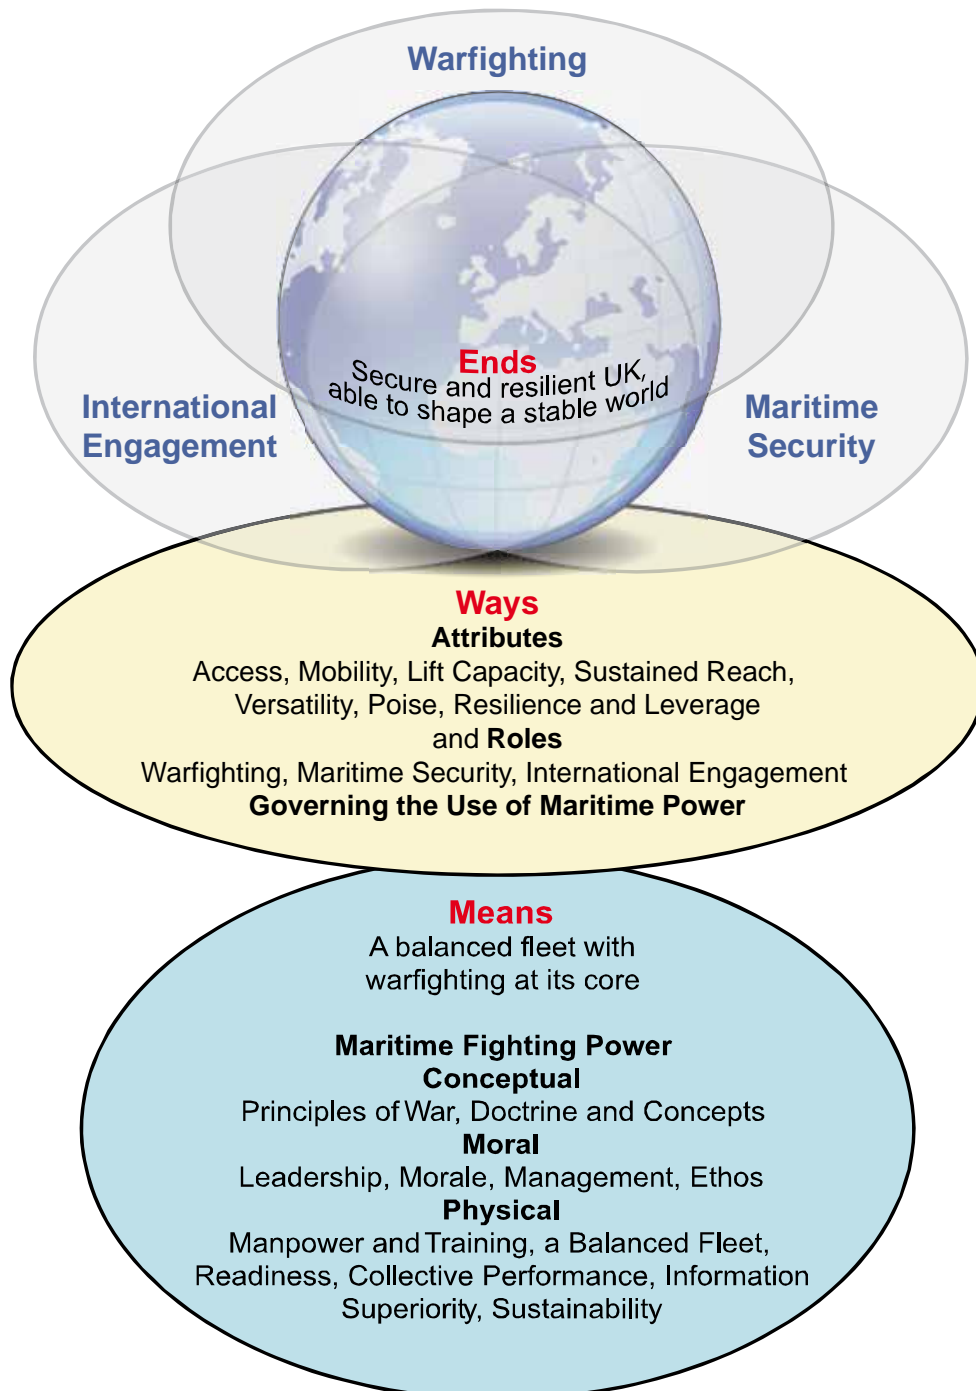 Warfighting
Ends
Secure and resilient UK,
able to shape a stable world
International
Engagement
Maritime
Security
Ways
Attributes
Access, Mobility, Lift Capacity, Sustained Reach,
Versatility, Poise, Resilience and Leverage
and Roles
Warfighting, Maritime Security, International Engagement
Governing the Use of Maritime Power
Means
A balanced fleet with
warfighting at its core
Maritime Fighting Power
Conceptual
Principles of War, Doctrine and Concepts
Moral
Leadership, Morale, Management, Ethos
Physical
Manpower and Training, a Balanced Fleet,
Readiness, Collective Performance, Information
Superiority, Sustainability